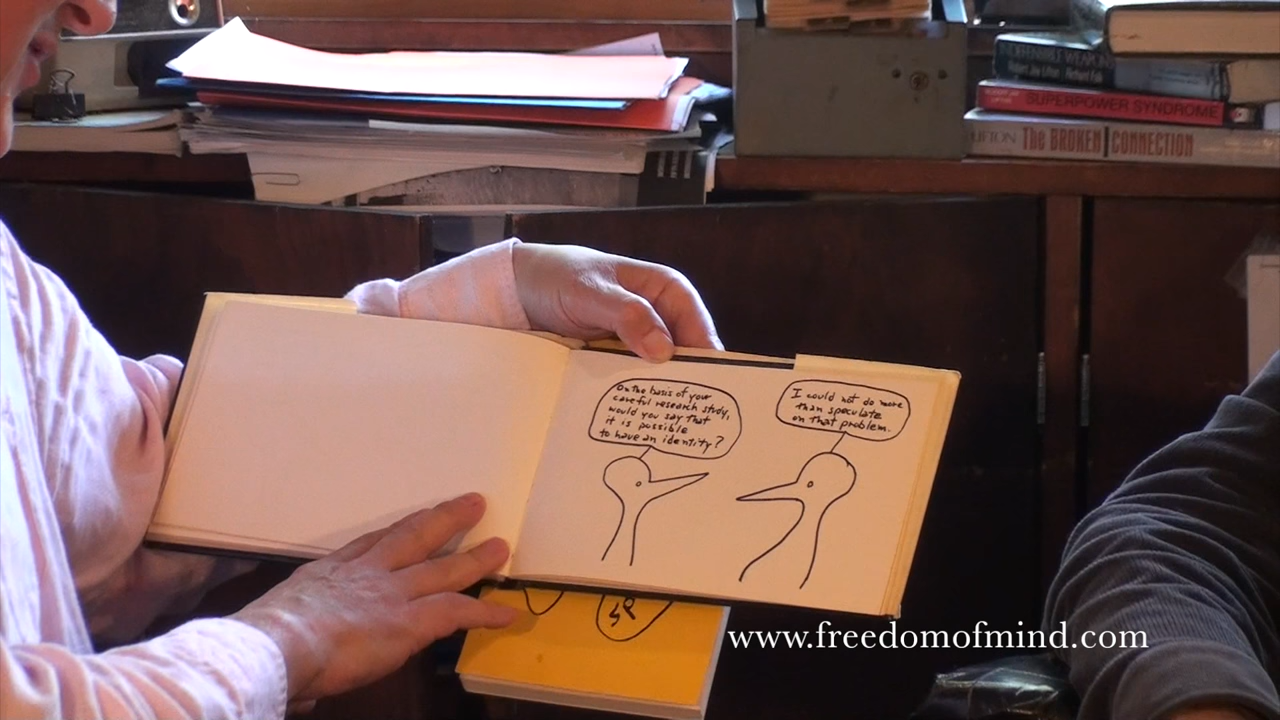 SUPERPOWER SYNDROME
LIFTON The BROKEN CONNECTION
On the basis of your
careful research study,
would you say that
it is possible
to have an identity?
I could not do more
than speculate
on that problem.
www.freedomofmind.com